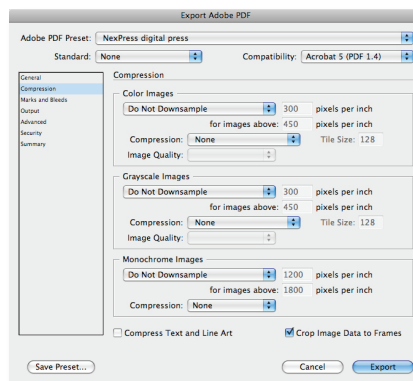 Export Adobe PDF
Adobe PDF Preset: NexPress digital press
Standard: None Compatibility: Acrobat 5 (PDF 1.4)
General
Compression
Marks and Bleeds
Output
Advanced
Security
Summary
Compression
Color Images
Do Not Downsample 300 pixels per inch
for images above: 450 pixels per inch
Compression: None Tile Size: 128
Image Quality:
Grayscale Images
Do Not Downsample 300 pixels per inch
for images above: 450 pixels per inch
Compression: None Tile Size: 128
Image Quality:
Monochrome Images
Do Not Downsample 1200 pixels per inch
for images above: 1800 pixels per inch
Compression: None
Compress Text and Line Art Crop Image Data to Frames
Save Preset... Cancel Export